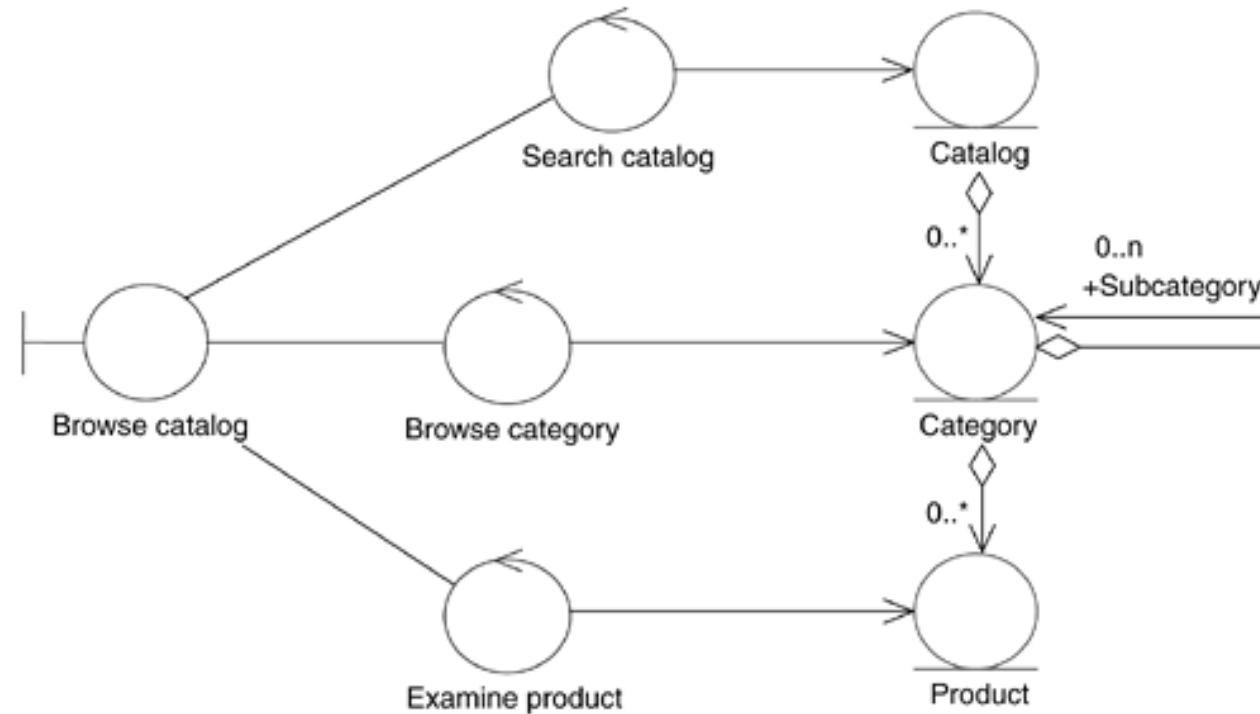 Search catalog
Catalog
0..*
0..n
+Subcategory
Browse catalog
Browse category
Category
0..*
Examine product
Product